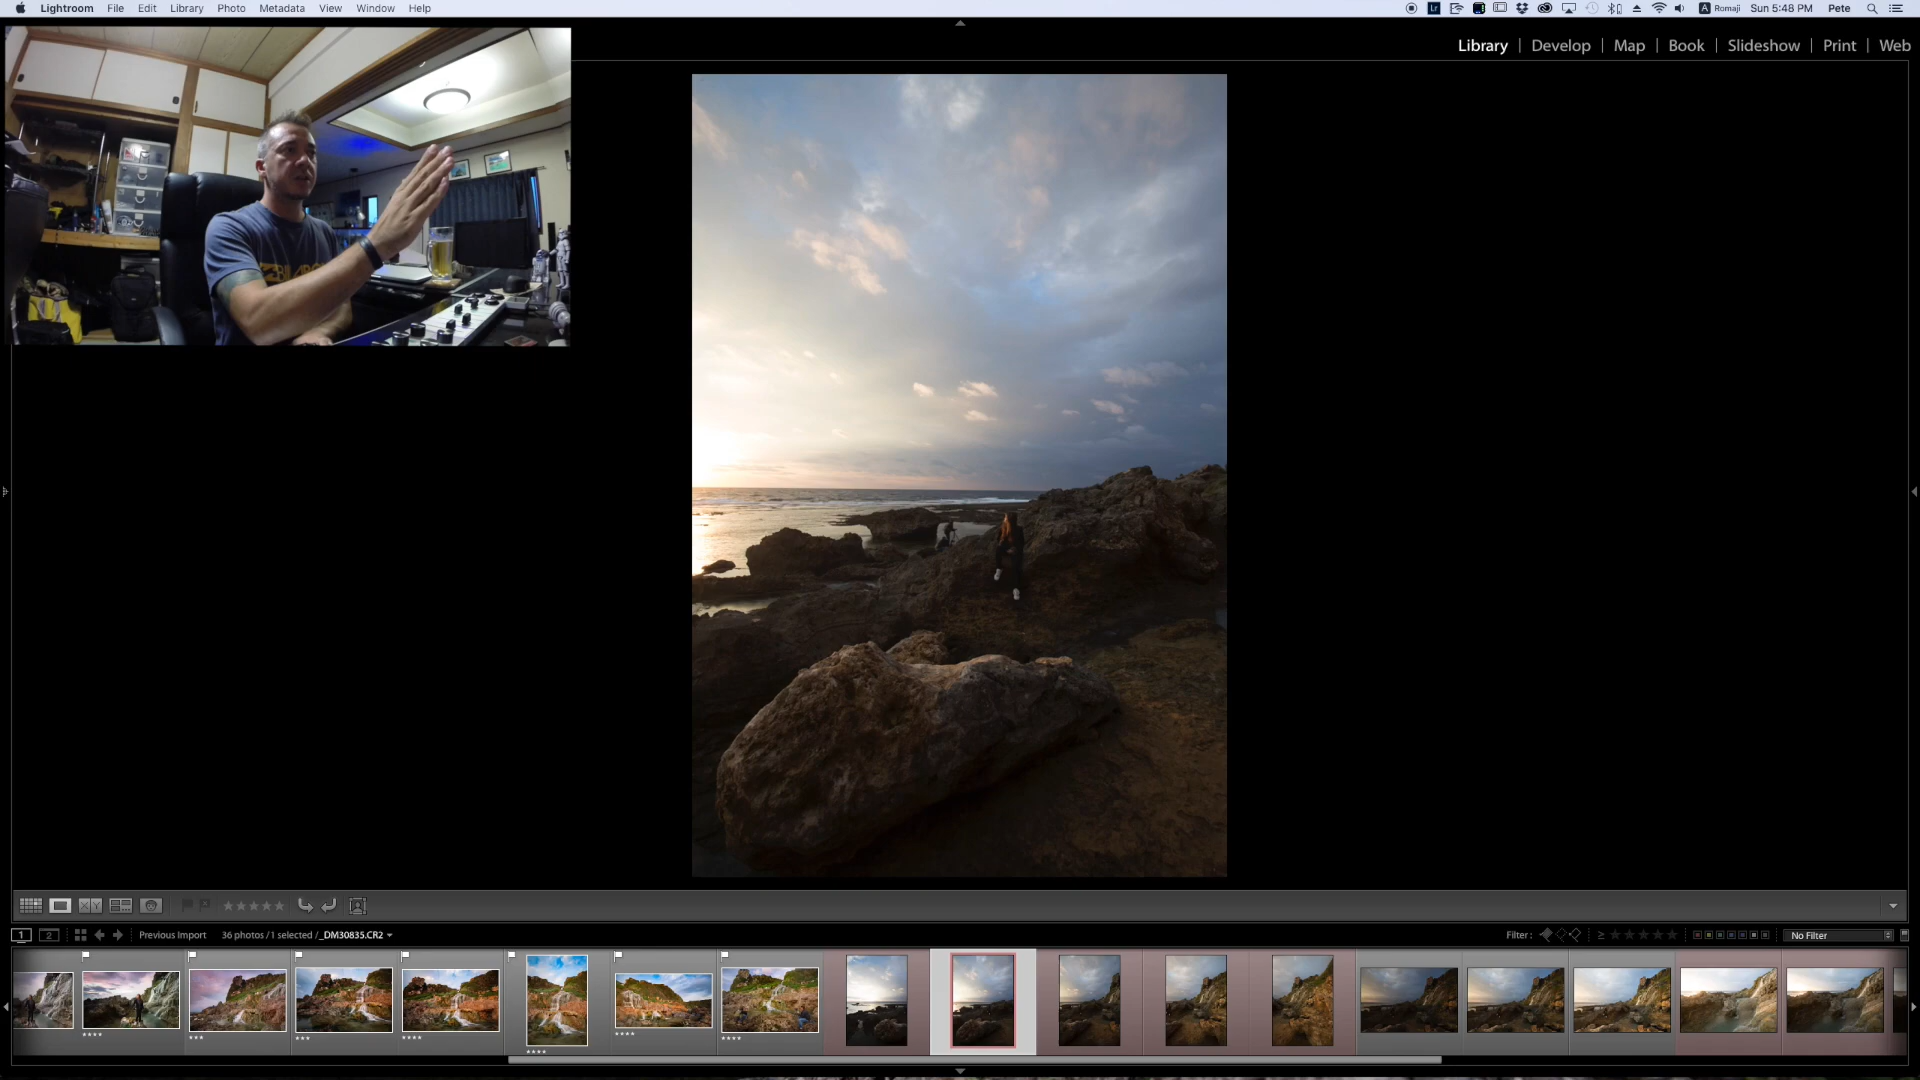 Lightroom File Edit Library Photo Metadata View Window Help
A Romaji Sun 5:48 PM Pete
Library | Develop | Map | Book | Slideshow | Print | Web
XY
1 2 Previous Import 36 photos / 1 selected / _DM30835.CR2
Filter : No Filter